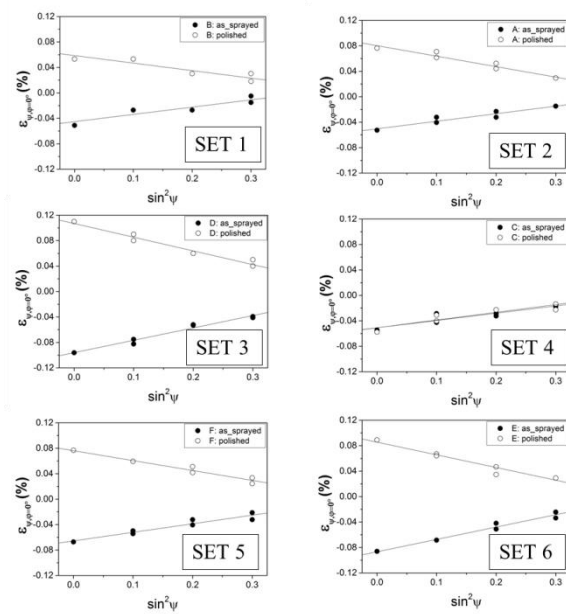 B: as_sprayed
B: polished
0.12
0.08
0.04
0.00
-0.04
-0.08
-0.12
ε ψ,φ=0° (%)
0.0 0.1 0.2 0.3
sin²ψ
SET 1
A: as_sprayed
A: polished
0.12
0.08
0.04
0.00
-0.04
-0.08
-0.12
ε ψ,φ=0° (%)
0.0 0.1 0.2 0.3
sin²ψ
SET 2
D: as_sprayed
D: polished
0.12
0.08
0.04
0.00
-0.04
-0.08
-0.12
ε ψ,φ=0° (%)
0.0 0.1 0.2 0.3
sin²ψ
SET 3
C: as_sprayed
C: polished
0.12
0.08
0.04
0.00
-0.04
-0.08
-0.12
ε ψ,φ=0° (%)
0.0 0.1 0.2 0.3
sin²ψ
SET 4
F: as_sprayed
F: polished
0.12
0.08
0.04
0.00
-0.04
-0.08
-0.12
ε ψ,φ=0° (%)
0.0 0.1 0.2 0.3
sin²ψ
SET 5
E: as_sprayed
E: polished
0.12
0.08
0.04
0.00
-0.04
-0.08
-0.12
ε ψ,φ=0° (%)
0.0 0.1 0.2 0.3
sin²ψ
SET 6